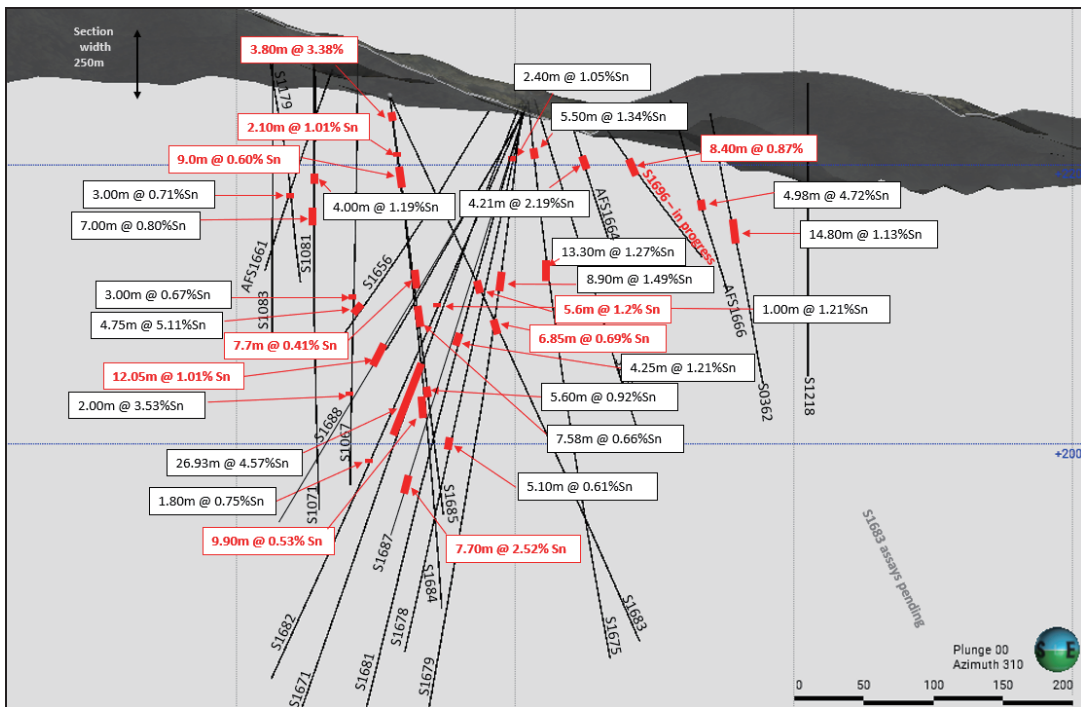 Section
width
250m
3.80m @ 3.38%
2.40m @ 1.05%Sn
5.50m @ 1.34%Sn
2.10m @ 1.01% Sn
9.0m @ 0.60% Sn
8.40m @ 0.87%
3.00m @ 0.71%Sn
4.00m @ 1.19%Sn
4.21m @ 2.19%Sn
4.98m @ 4.72%Sn
7.00m @ 0.80%Sn
14.80m @ 1.13%Sn
13.30m @ 1.27%Sn
8.90m @ 1.49%Sn
3.00m @ 0.67%Sn
5.6m @ 1.2% Sn
1.00m @ 1.21%Sn
4.75m @ 5.11%Sn
7.7m @ 0.41% Sn
6.85m @ 0.69% Sn
12.05m @ 1.01% Sn
4.25m @ 1.21%Sn
2.00m @ 3.53%Sn
5.60m @ 0.92%Sn
7.58m @ 0.66%Sn
26.93m @ 4.57%Sn
5.10m @ 0.61%Sn
1.80m @ 0.75%Sn
9.90m @ 0.53% Sn
7.70m @ 2.52% Sn
S1179
AFS1661
S1083
S1081
S1656
AFS1664
S1696 – in progress
AFS1666
S0362
S1218
S1688
S1067
S1071
S1685
S1687
S1684
S1682
S1671
S1681
S1678
S1679
S1675
S1683
+200
S1683 assays pending
Plunge 00
Azimuth 310
S E
0 50 100 150 200